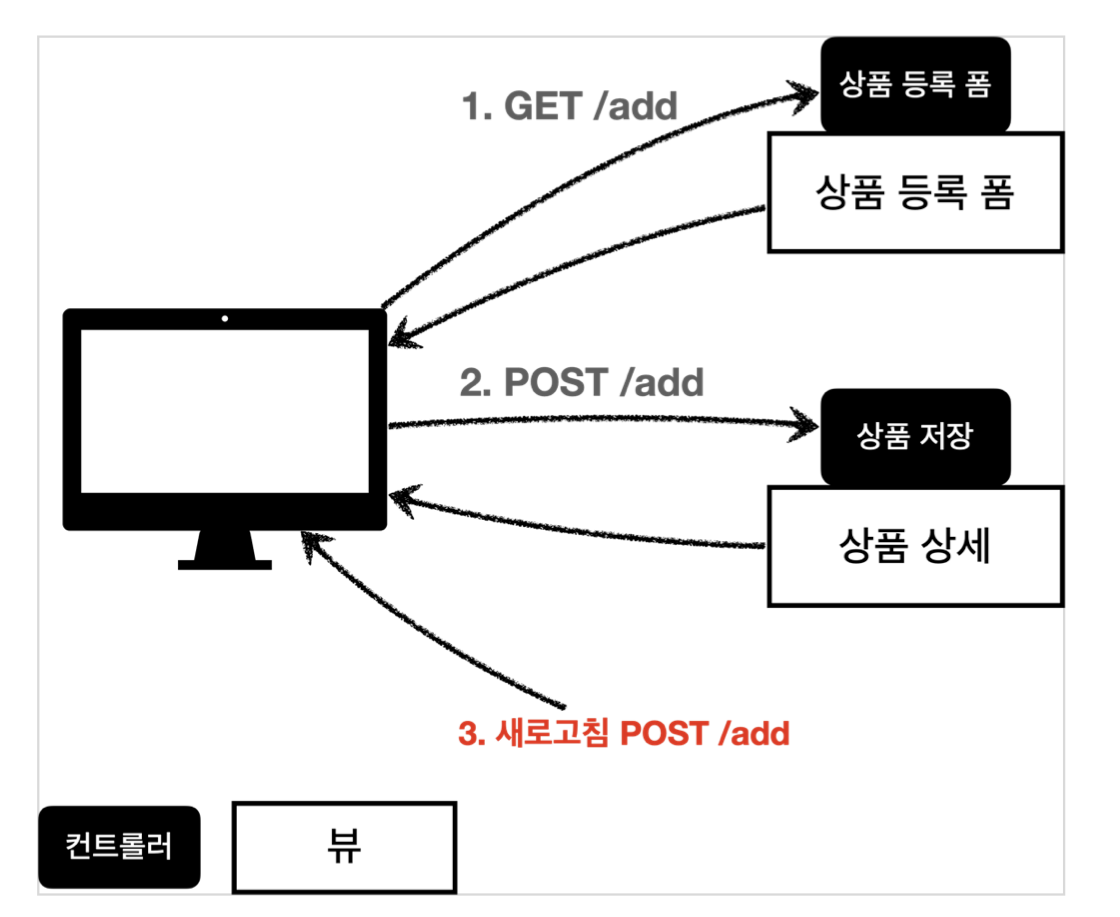 1. GET /add
상품 등록 폼
상품 등록 폼
2. POST /add
상품 저장
상품 상세
3. 새로고침 POST /add
컨트롤러
뷰